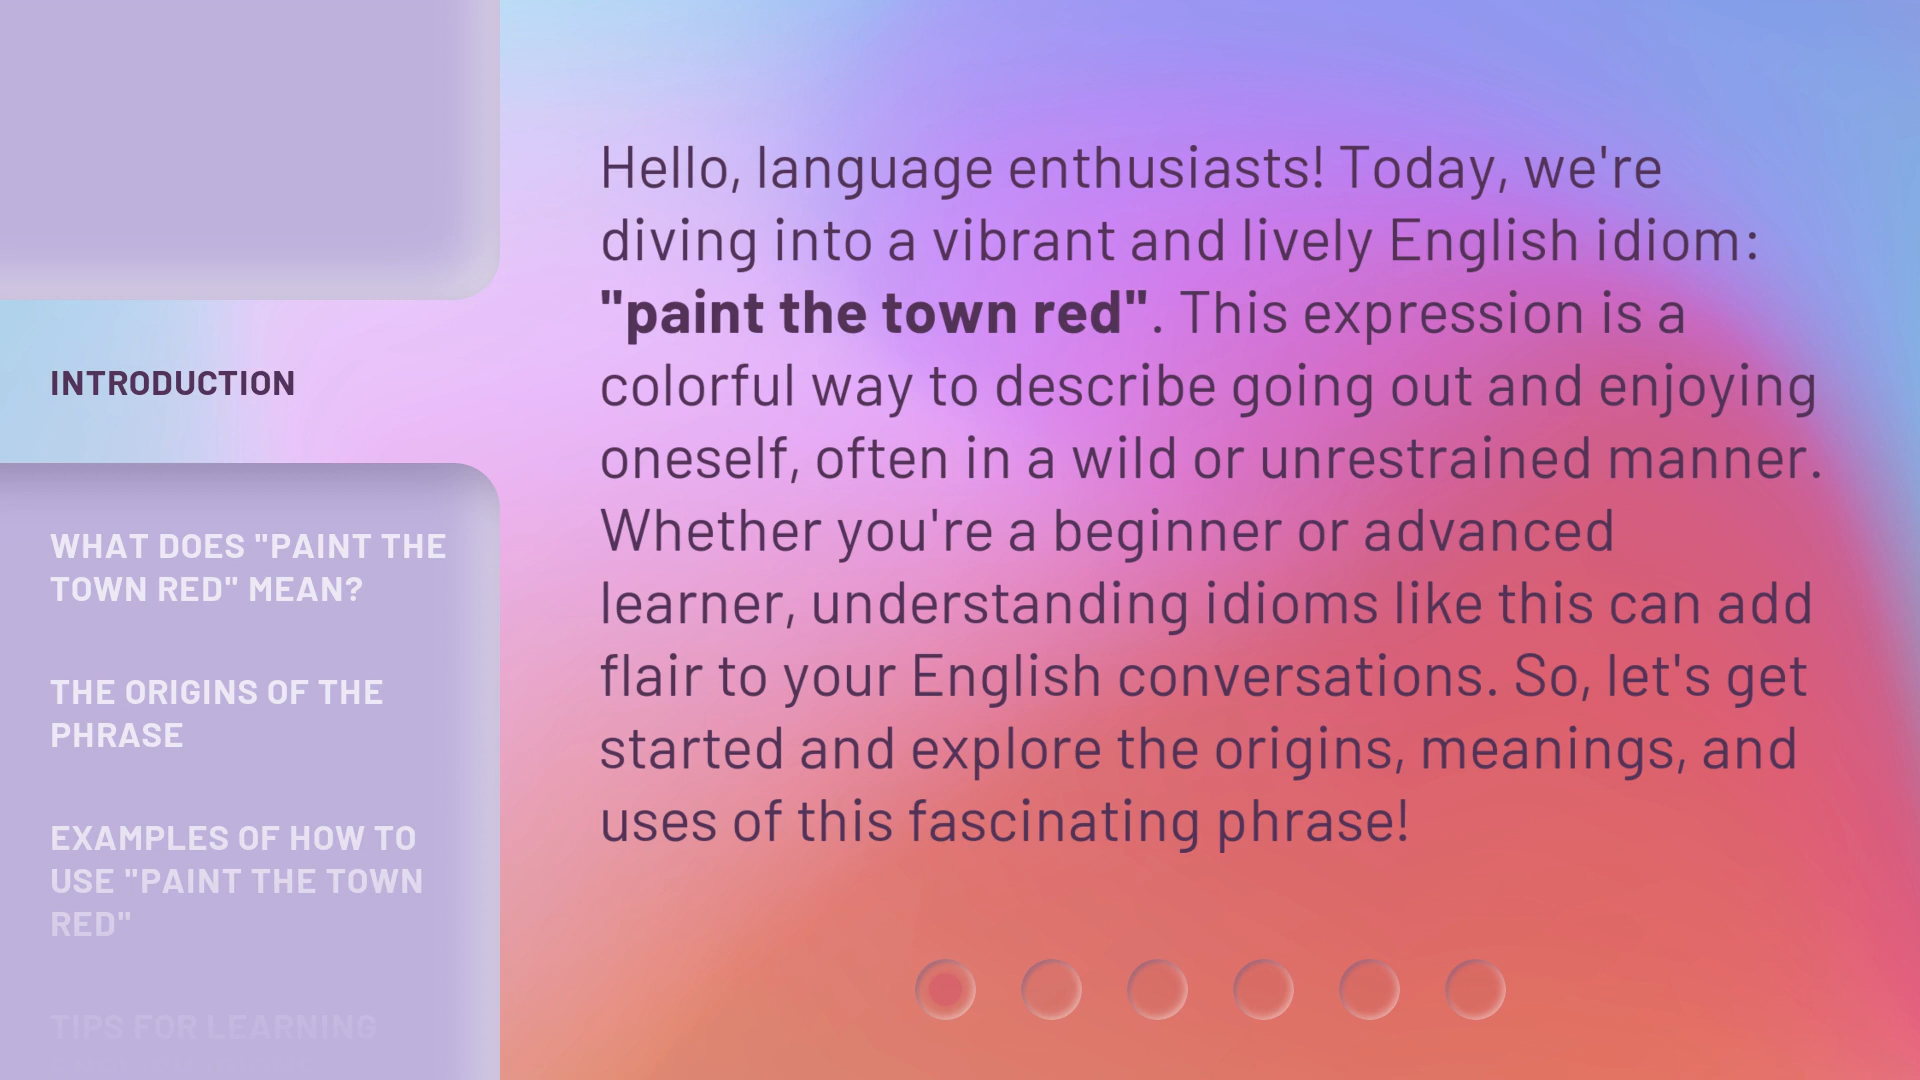 INTRODUCTION
WHAT DOES "PAINT THE
TOWN RED" MEAN?
THE ORIGINS OF THE
PHRASE
EXAMPLES OF HOW TO
USE "PAINT THE TOWN
RED"
TIPS FOR LEARNING
Hello, language enthusiasts! Today, we're
diving into a vibrant and lively English idiom:
"paint the town red". This expression is a
colorful way to describe going out and enjoying
oneself, often in a wild or unrestrained manner.
Whether you're a beginner or advanced
learner, understanding idioms like this can add
flair to your English conversations. So, let's get
started and explore the origins, meanings, and
uses of this fascinating phrase!